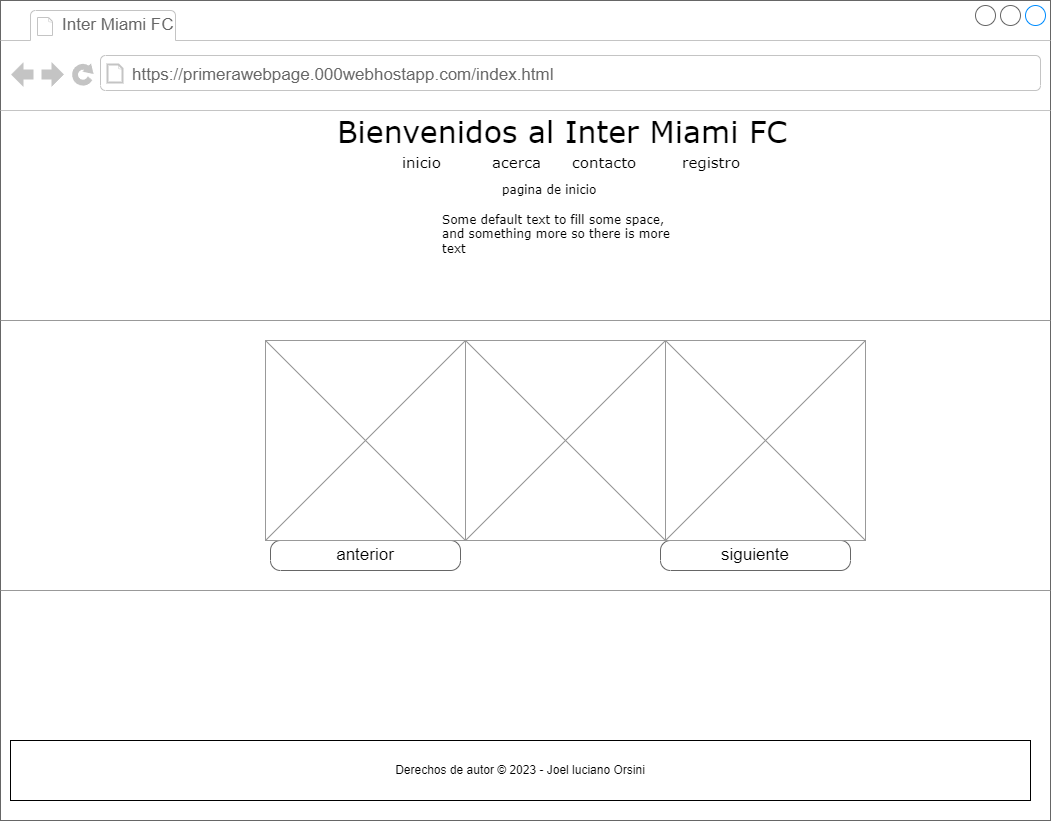 Inter Miami FC
https://primerawebpage.000webhostapp.com/index.html
Bienvenidos al Inter Miami FC
inicio acerca contacto registro
pagina de inicio
Some default text to fill some space,
and something more so there is more
text
anterior siguiente
Derechos de autor © 2023 - Joel luciano Orsini